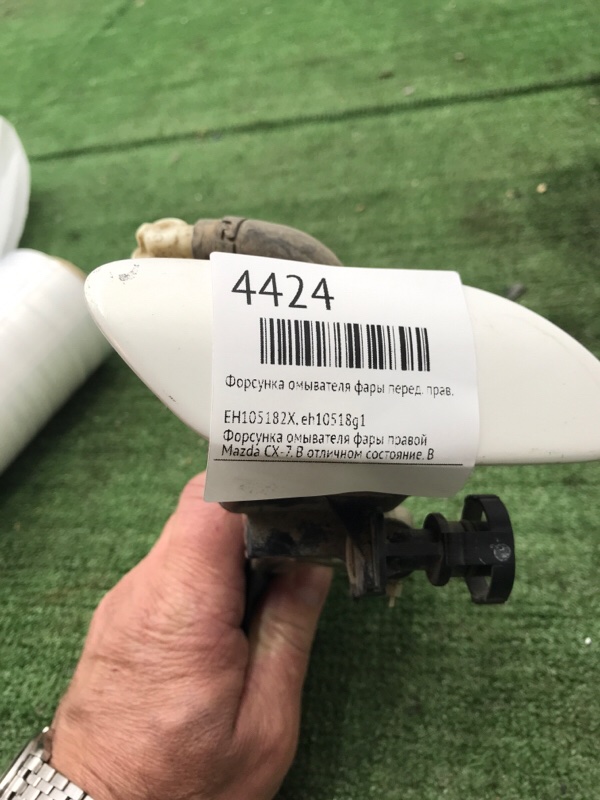 4424
Форсунка омывателя фары перед. прав.
EH105182X, eh10518g1
Форсунка омывателя фары правой
Mazda CX-7. В отличном состояние. В